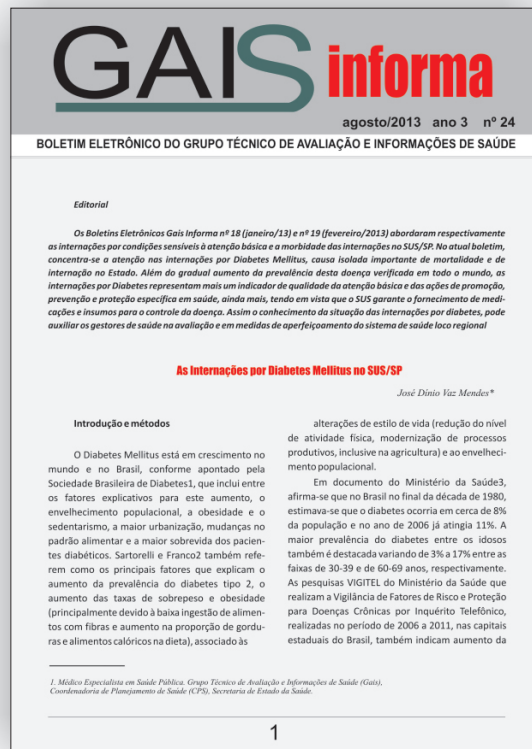 GAIS informa
agosto/2013 ano 3 nº 24
BOLETIM ELETRÔNICO DO GRUPO TÉCNICO DE AVALIAÇÃO E INFORMAÇÕES DE SAÚDE
Editorial
Os Boletins Eletrônicos Gais Informa nº 18 (janeiro/13) e nº 19 (fevereiro/2013) abordaram respectivamente
as internações por condições sensíveis à atenção básica e a morbidade das internações no SUS/SP. No atual boletim,
concentra-se a atenção nas internações por Diabetes Mellitus, causa isolada importante de mortalidade e de
internação no Estado. Além do gradual aumento da prevalência desta doença verificada em todo o mundo, as
internações por Diabetes representam mais um indicador de qualidade da atenção básica e das ações de promoção,
prevenção e proteção específica em saúde, ainda mais, tendo em vista que o SUS garante o fornecimento de medi-
cações e insumos para o controle da doença. Assim o conhecimento da situação das internações por diabetes, pode
auxiliar os gestores de saúde na avaliação e em medidas de aperfeiçoamento do sistema de saúde loco regional
As Internações por Diabetes Mellitus no SUS/SP
José Dínio Vaz Mendes*
Introdução e métodos
O Diabetes Mellitus está em crescimento no
mundo e no Brasil, conforme apontado pela
Sociedade Brasileira de Diabetes1, que inclui entre
os fatores explicativos para este aumento, o
envelhecimento populacional, a obesidade e o
sedentarismo, a maior urbanização, mudanças no
padrão alimentar e a maior sobrevida dos pacien-
tes diabéticos. Sartorelli e Franco2 também refe-
rem como os principais fatores que explicam o
aumento da prevalência do diabetes tipo 2, o
aumento das taxas de sobrepeso e obesidade
(principalmente devido à baixa ingestão de alimen-
tos com fibras e aumento na proporção de gordu-
ras e alimentos calóricos na dieta), associado às
alterações de estilo de vida (redução do nível
de atividade física, modernização de processos
produtivos, inclusive na agricultura) e ao envelheci-
mento populacional.
Em documento do Ministério da Saúde3,
afirma-se que no Brasil no final da década de 1980,
estimava-se que o diabetes ocorria em cerca de 8%
da população e no ano de 2006 já atingia 11%. A
maior prevalência do diabetes entre os idosos
também é destacada variando de 3% a 17% entre as
faixas de 30-39 e de 60-69 anos, respectivamente.
As pesquisas VIGITEL do Ministério da Saúde que
realizam a Vigilância de Fatores de Risco e Proteção
para Doenças Crônicas por Inquérito Telefônico,
realizadas no período de 2006 a 2011, nas capitais
estaduais do Brasil, também indicam aumento da
1. Médico Especialista em Saúde Pública. Grupo Técnico de Avaliação e Informações de Saúde (Gais),
Coordenadoria de Planejamento de Saúde (CPS), Secretaria de Estado da Saúde.
1